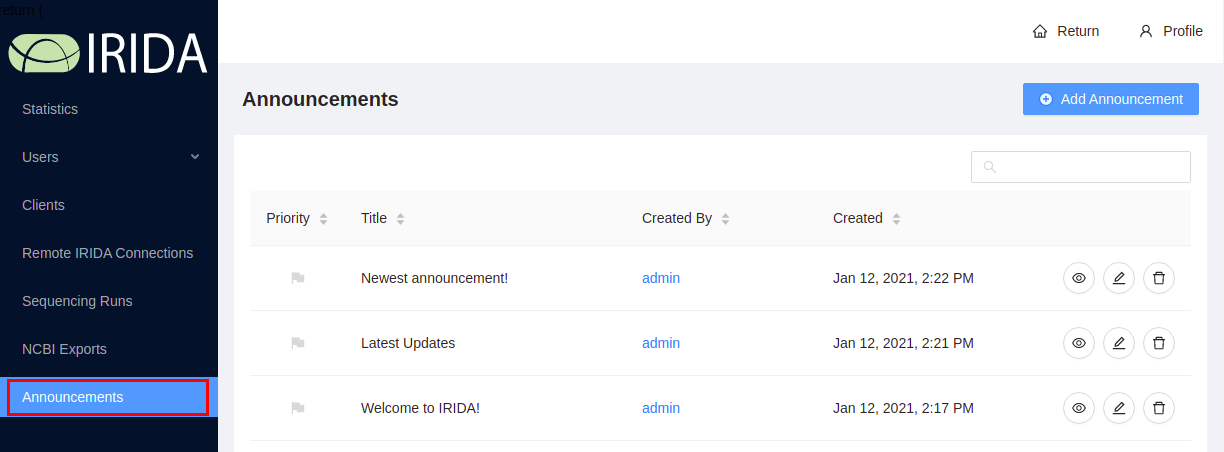 return (
IRIDA
Return Profile
Statistics
Users
Clients
Remote IRIDA Connections
Sequencing Runs
NCBI Exports
Announcements
Announcements
Add Announcement
Priority Title Created By Created
Newest announcement! admin Jan 12, 2021, 2:22 PM
Latest Updates admin Jan 12, 2021, 2:21 PM
Welcome to IRIDA! admin Jan 12, 2021, 2:17 PM